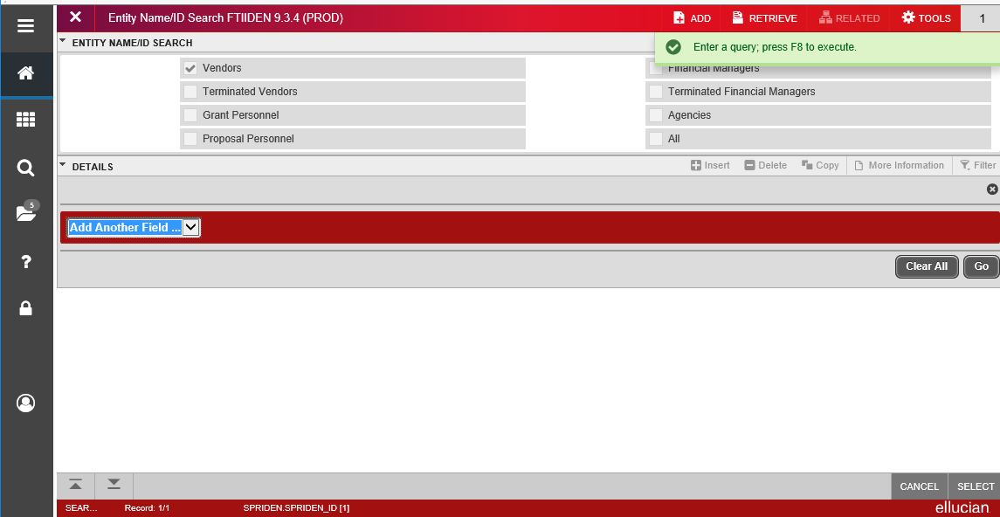 Entity Name/ID Search FTIIDEN 9.3.4 (PROD) ADD RETRIEVE RELATED TOOLS 1
ENTITY NAME/ID SEARCH
Enter a query; press F8 to execute.
Vendors Financial Managers
Terminated Vendors Terminated Financial Managers
Grant Personnel Agencies
Proposal Personnel All
DETAILS Insert Delete Copy More Information Filter
5
Add Another Field ...
?
Clear All Go
CANCEL SELECT
SEAR... Record: 1/1 SPRIDEN.SPRIDEN_ID [1] ellucian